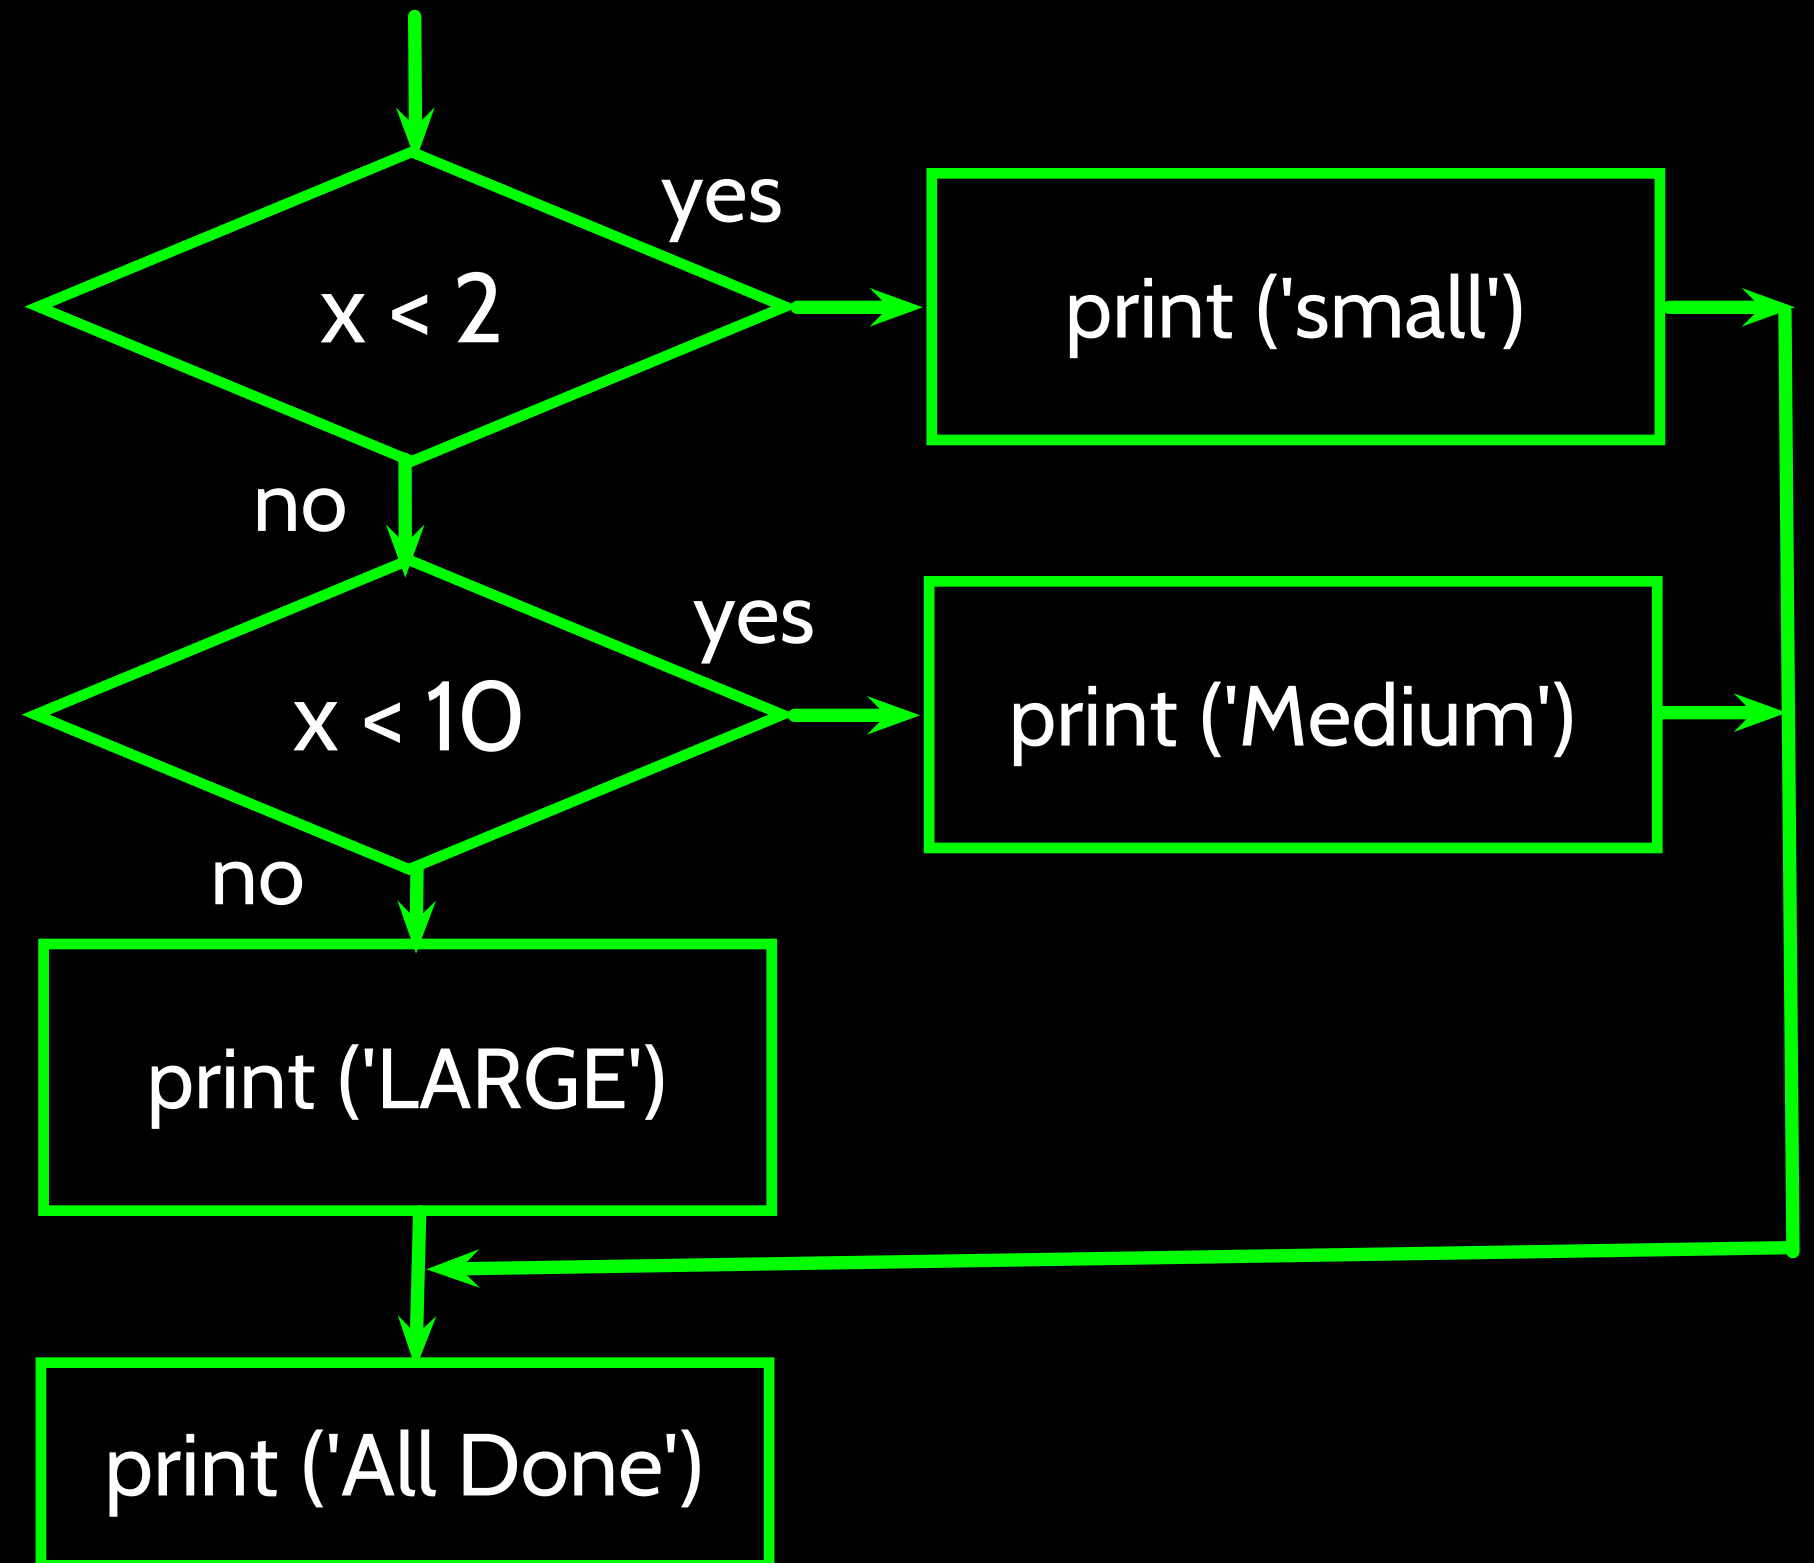 yes
x < 2
print ('small')
no
yes
x < 10
print ('Medium')
no
print ('LARGE')
print ('All Done')